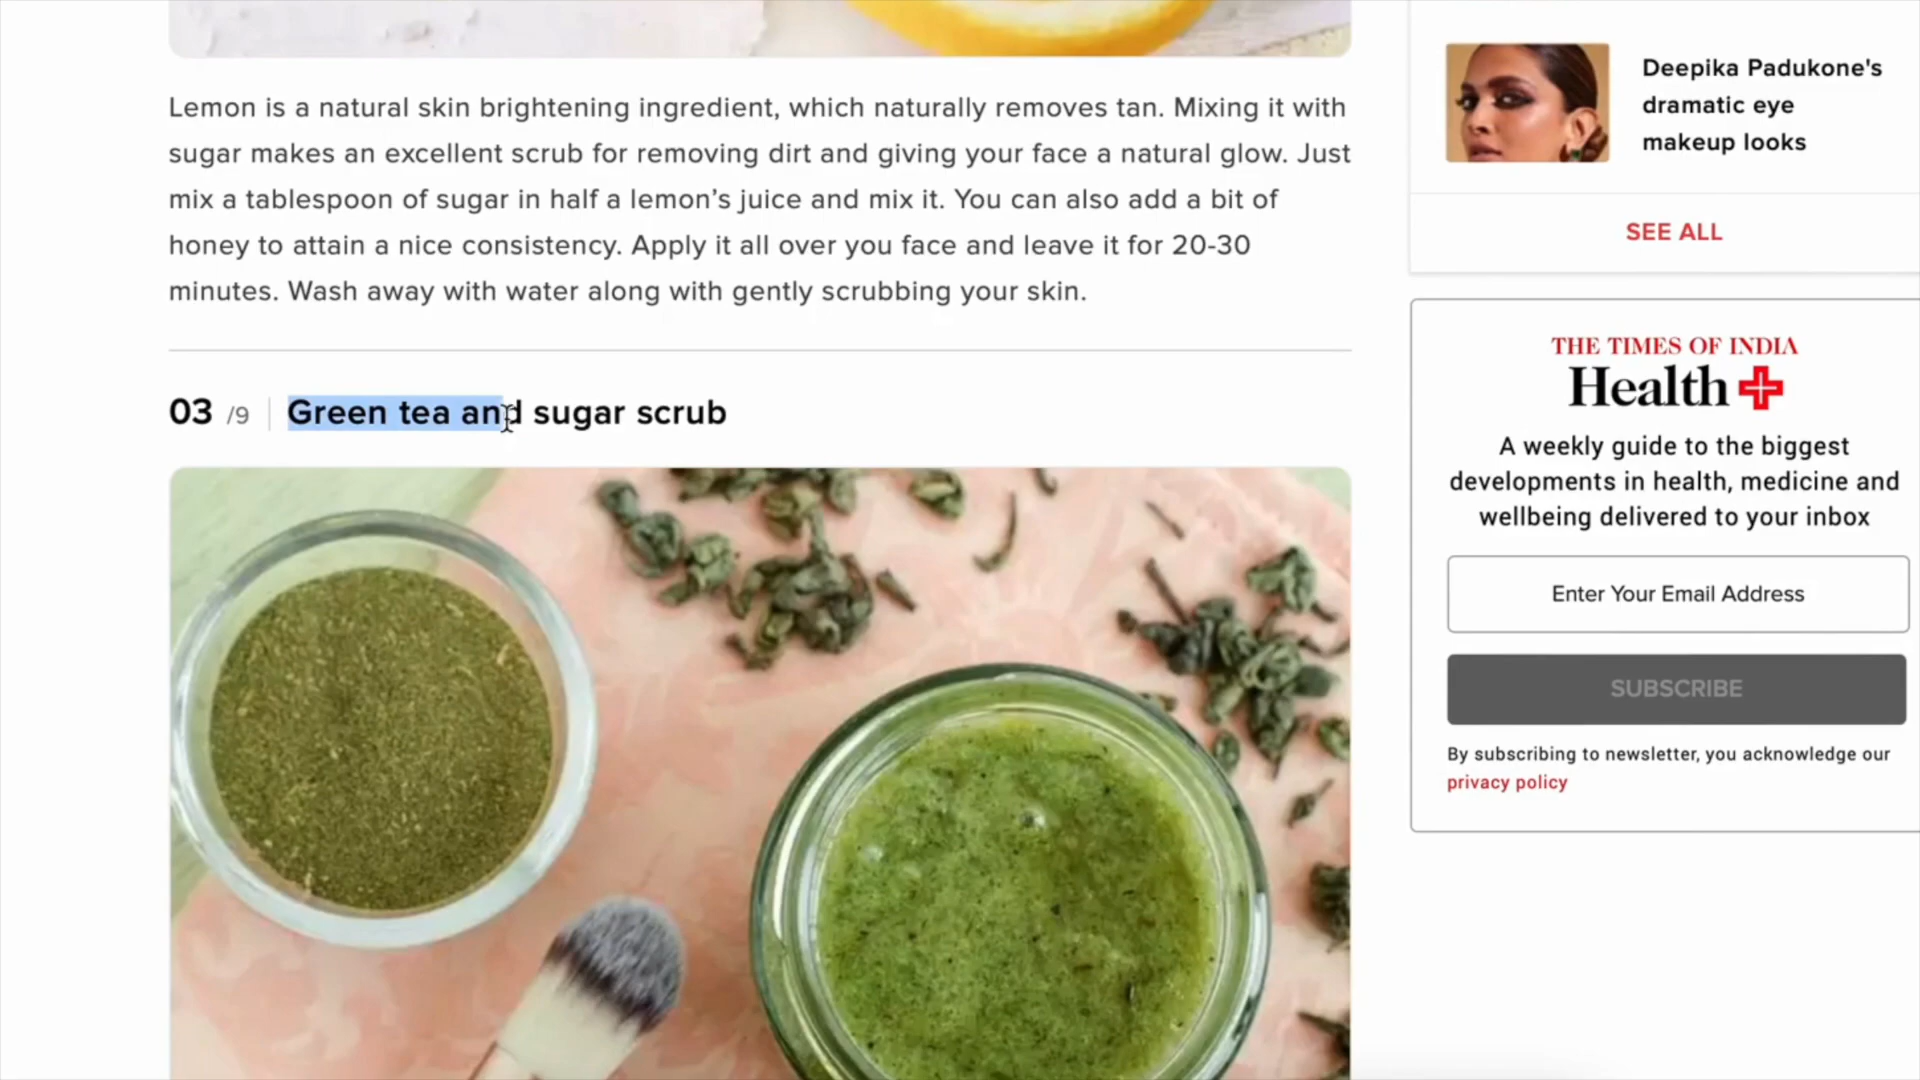 Lemon is a natural skin brightening ingredient, which naturally removes tan. Mixing it with
sugar makes an excellent scrub for removing dirt and giving your face a natural glow. Just
mix a tablespoon of sugar in half a lemon’s juice and mix it. You can also add a bit of
honey to attain a nice consistency. Apply it all over you face and leave it for 20-30
minutes. Wash away with water along with gently scrubbing your skin.
03 /9 Green tea and sugar scrub
Deepika Padukone's
dramatic eye
makeup looks
SEE ALL
THE TIMES OF INDIA
Health+
A weekly guide to the biggest
developments in health, medicine and
wellbeing delivered to your inbox
Enter Your Email Address
SUBSCRIBE
By subscribing to newsletter, you acknowledge our
privacy policy